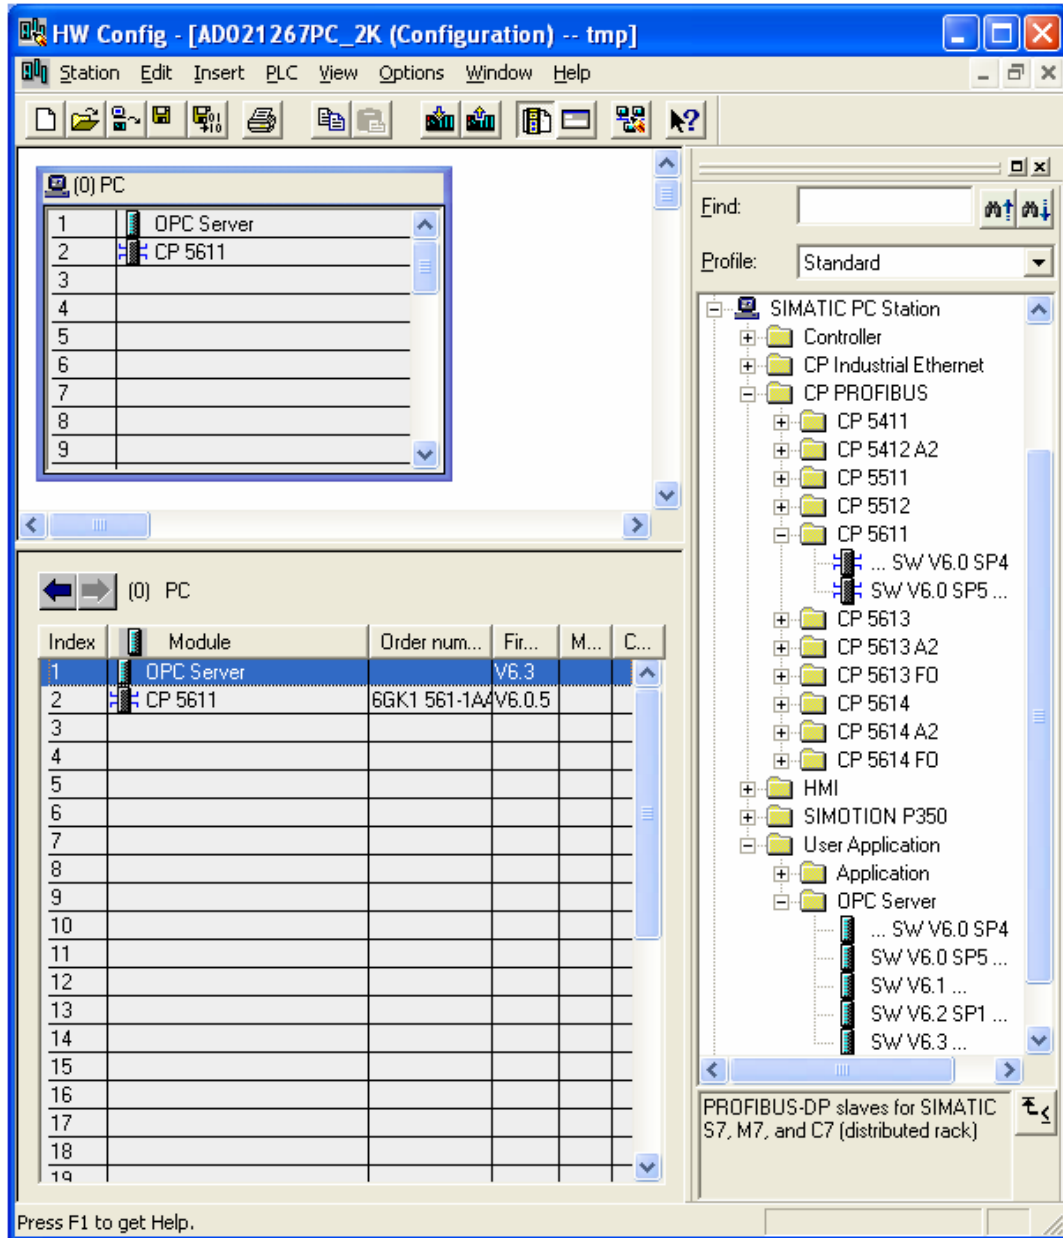 HW Config - [AD021267PC_2K (Configuration) -- tmp]
Station Edit Insert PLC View Options Window Help
(0) PC
1 OPC Server
2 CP 5611
3
4
5
6
7
8
9
Find:
Profile: Standard
SIMATIC PC Station
Controller
CP Industrial Ethernet
CP PROFIBUS
CP 5411
CP 5412 A2
CP 5511
CP 5512
CP 5611
... SW V6.0 SP4
SW V6.0 SP5 ...
CP 5613
CP 5613 A2
CP 5613 FO
CP 5614
CP 5614 A2
CP 5614 FO
HMI
SIMOTION P350
User Application
Application
OPC Server
... SW V6.0 SP4
SW V6.0 SP5 ...
SW V6.1 ...
SW V6.2 SP1 ...
SW V6.3 ...
PROFIBUS-DP slaves for SIMATIC
S7, M7, and C7 (distributed rack)
(0) PC
Index Module Order num... Fir... M... C...
1 OPC Server V6.3
2 CP 5611 6GK1 561-1AA V6.0.5
3
4
5
6
7
8
9
10
11
12
13
14
15
16
17
18
19
Press F1 to get Help.